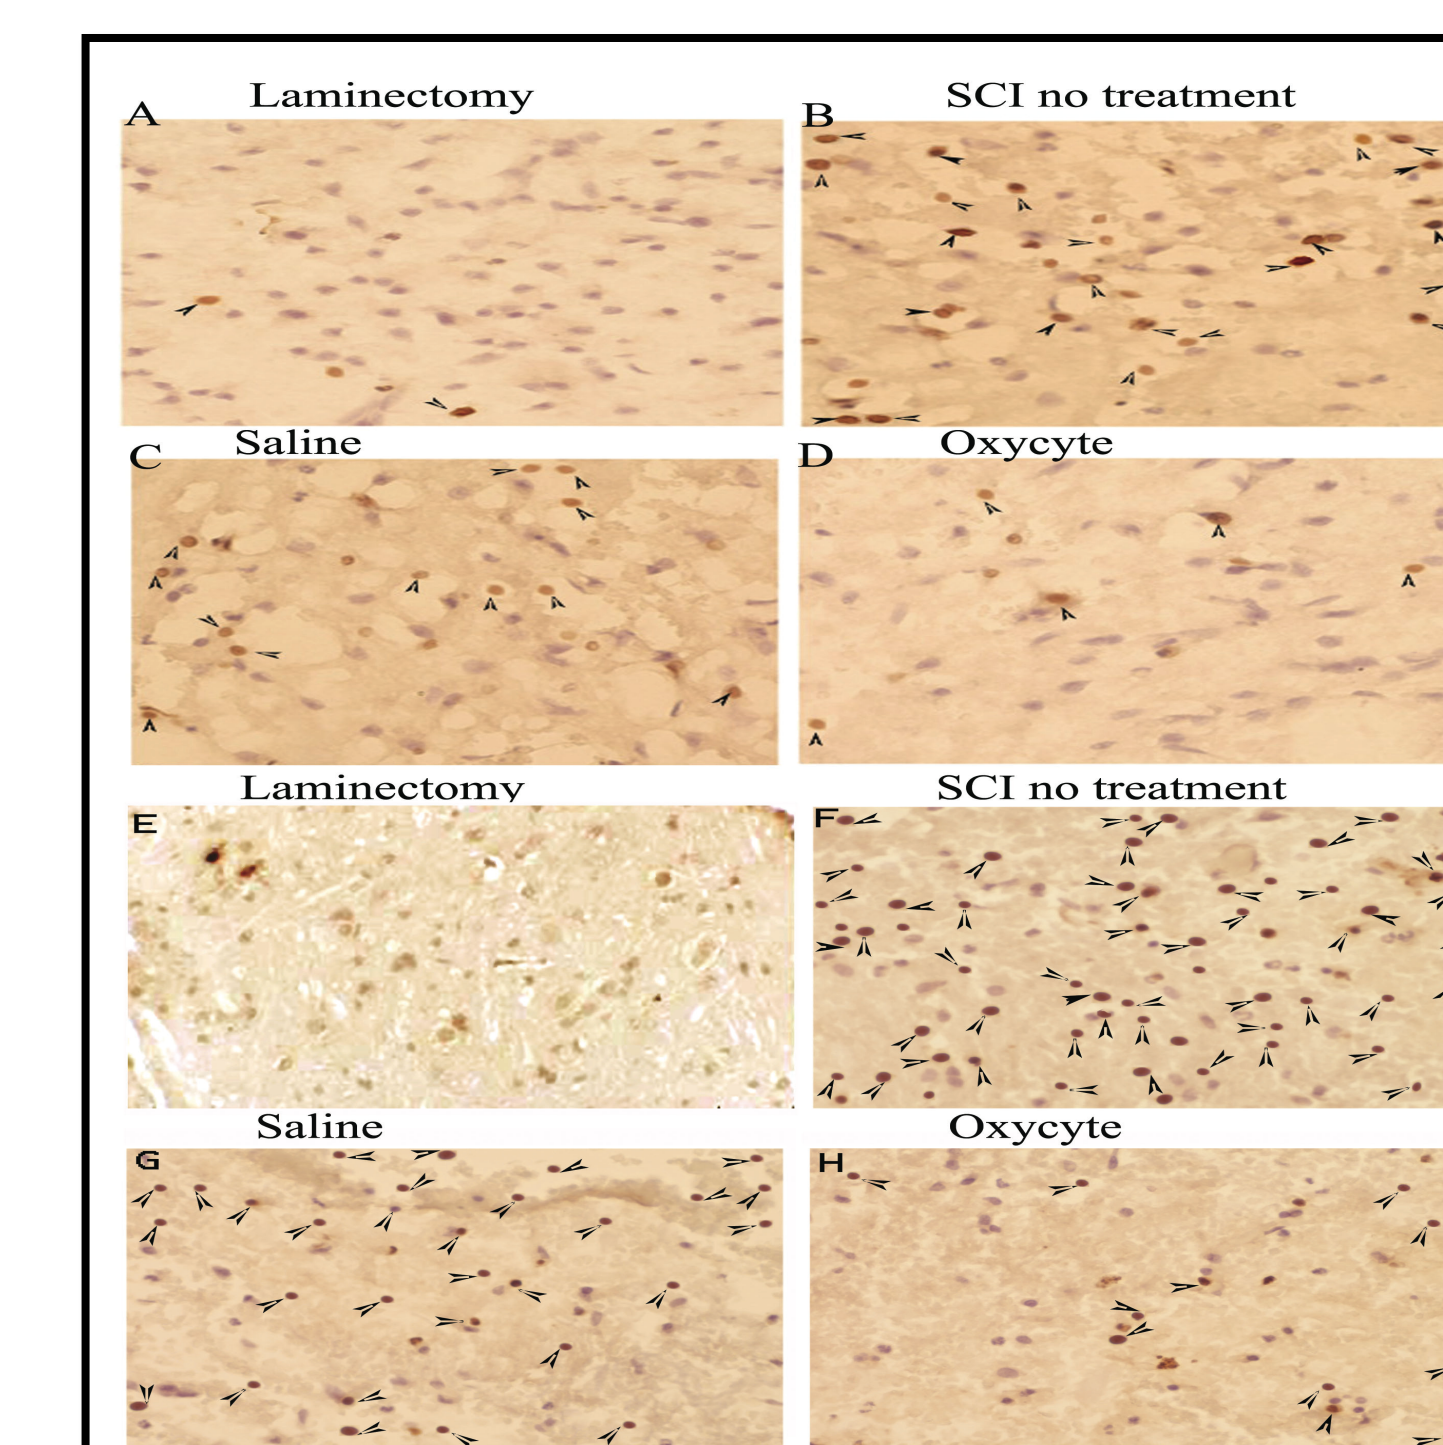 Laminectomy
SCI no treatment
A
B
Saline
Oxycyte
C
D
Laminectomy
SCI no treatment
E
F
Saline
Oxycyte
G
H